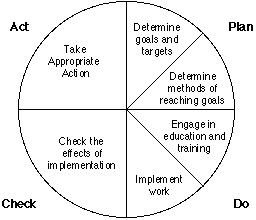 Act
Plan
Take
Appropriate
Action
Determine
goals and
targets
Determine
methods of
reaching goals
Engage in
education and
training
Implement
work
Check the
effects of
implementation
Check
Do